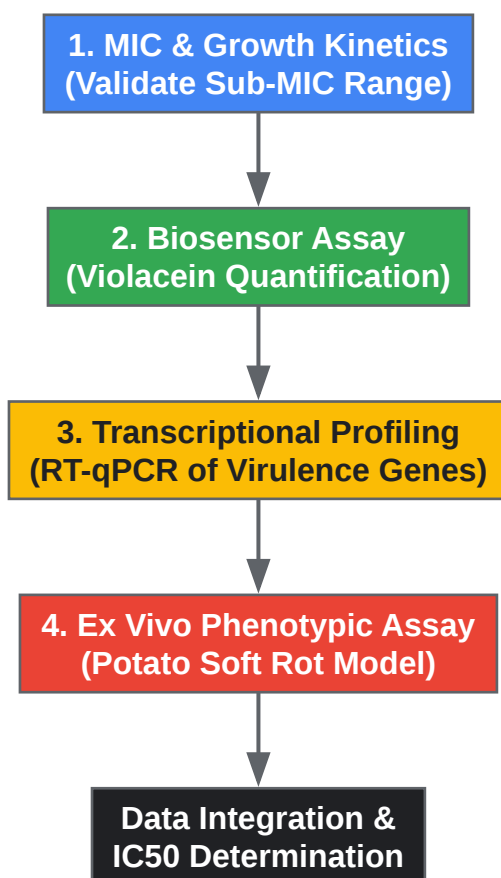 1. MIC & Growth Kinetics
(Validate Sub-MIC Range)
2. Biosensor Assay
(Violacein Quantification)
3. Transcriptional Profiling
(RT-qPCR of Virulence Genes)
4. Ex Vivo Phenotypic Assay
(Potato Soft Rot Model)
Data Integration &
IC50 Determination